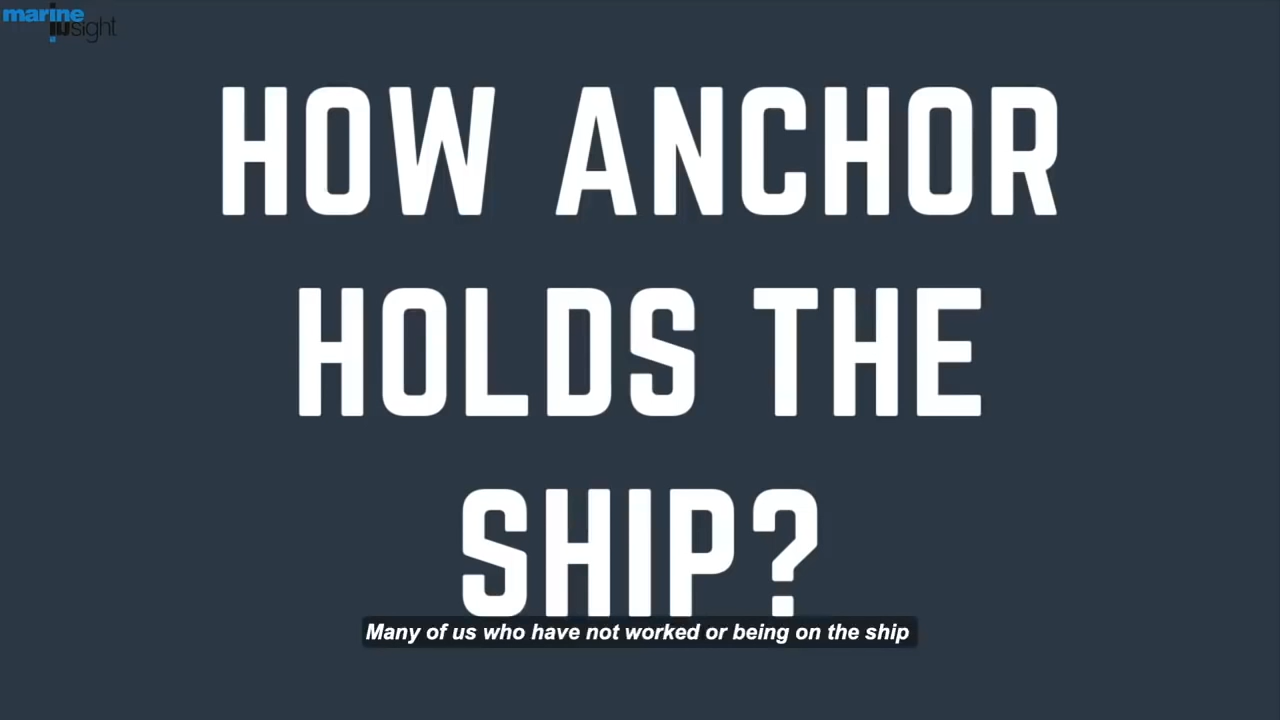 marine
insight
HOW ANCHOR
HOLDS THE
SHIP?
Many of us who have not worked or being on the ship